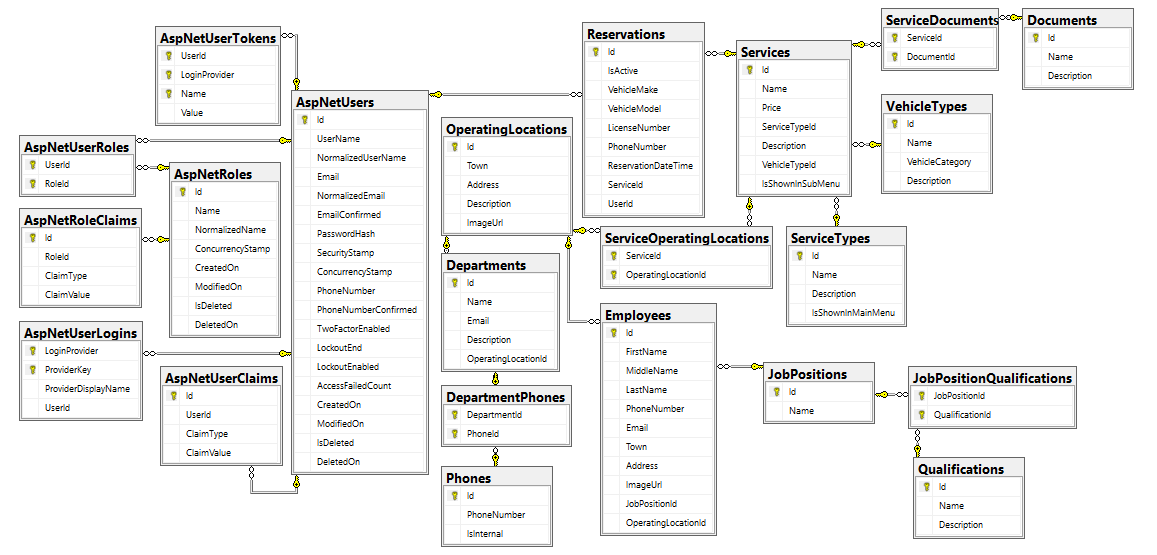 AspNetUserTokens
UserId
LoginProvider
Name
Value
AspNetUserRoles
UserId
RoleId
AspNetRoleClaims
Id
RoleId
ClaimType
ClaimValue
AspNetUserLogins
LoginProvider
ProviderKey
ProviderDisplayName
UserId
AspNetRoles
Id
Name
NormalizedName
ConcurrencyStamp
CreatedOn
ModifiedOn
IsDeleted
DeletedOn
AspNetUserClaims
Id
UserId
ClaimType
ClaimValue
AspNetUsers
Id
UserName
NormalizedUserName
Email
NormalizedEmail
EmailConfirmed
PasswordHash
SecurityStamp
ConcurrencyStamp
PhoneNumber
PhoneNumberConfirmed
TwoFactorEnabled
LockoutEnd
LockoutEnabled
AccessFailedCount
CreatedOn
ModifiedOn
IsDeleted
DeletedOn
OperatingLocations
Id
Town
Address
Description
ImageUrl
Departments
Id
Name
Email
Description
OperatingLocationId
DepartmentPhones
DepartmentId
PhoneId
Phones
Id
PhoneNumber
IsInternal
Reservations
Id
IsActive
VehicleMake
VehicleModel
LicenseNumber
PhoneNumber
ReservationDateTime
ServiceId
UserId
ServiceOperatingLocations
ServiceId
OperatingLocationId
Employees
Id
FirstName
MiddleName
LastName
PhoneNumber
Email
Town
Address
ImageUrl
JobPositionId
OperatingLocationId
Services
Id
Name
Price
ServiceTypeId
Description
VehicleTypeId
IsShownInSubMenu
ServiceTypes
Id
Name
Description
IsShownInMainMenu
JobPositions
Id
Name
ServiceDocuments
ServiceId
DocumentId
Documents
Id
Name
Description
VehicleTypes
Id
Name
VehicleCategory
Description
JobPositionQualifications
JobPositionId
QualificationId
Qualifications
Id
Name
Description